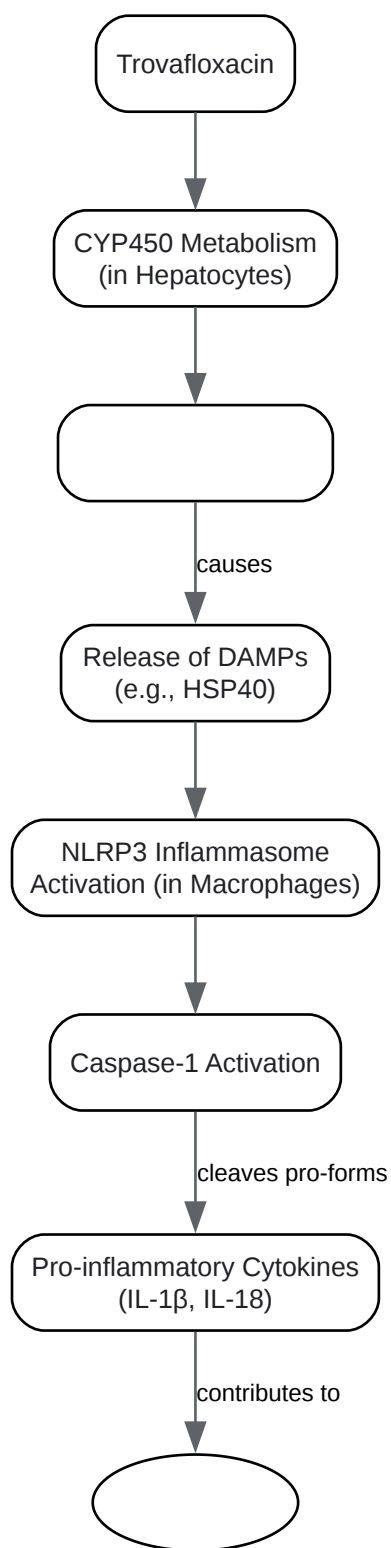 Trovafloxacin
CYP450 Metabolism
(in Hepatocytes)
causes
Release of DAMPs
(e.g., HSP40)
NLRP3 Inflammasome
Activation (in Macrophages)
Caspase-1 Activation
cleaves pro-forms
Pro-inflammatory Cytokines
(IL-1β, IL-18)
contributes to